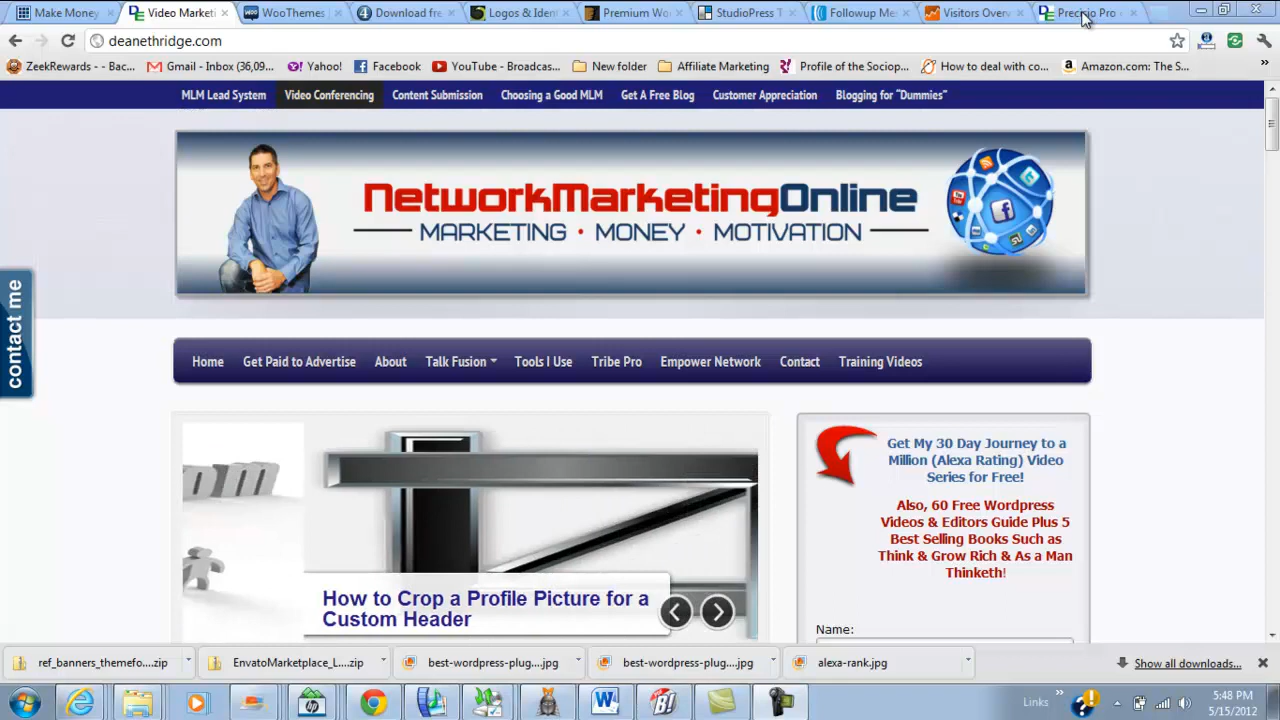 Make Money
Video Marketi
WooThemes
Download fre
Logos & Iden
Premium Wo
StudioPress T
Followup Me
Visitors Over
Precisio Pro
deanethridge.com
ZeekRewards - - Bac...
Gmail - Inbox (36,09...
Yahoo!
Facebook
YouTube - Broadcas...
New folder
Affiliate Marketing
Profile of the Sociop...
How to deal with co...
Amazon.com: The S...
MLM Lead System
Video Conferencing
Content Submission
Choosing a Good MLM
Get A Free Blog
Customer Appreciation
Blogging for "Dummies"
NetworkMarketingOnline
MARKETING • MONEY • MOTIVATION
contact me
Home
Get Paid to Advertise
About
Talk Fusion
Tools I Use
Tribe Pro
Empower Network
Contact
Training Videos
How to Crop a Profile Picture for a
Custom Header
Get My 30 Day Journey to a
Million (Alexa Rating) Video
Series for Free!
Also, 60 Free Wordpress
Videos & Editors Guide Plus 5
Best Selling Books Such as
Think & Grow Rich & As a Man
Thinketh!
Name:
ref_banners_themefo....zip
EnvatoMarketplace_L....zip
best-wordpress-plug....jpg
best-wordpress-plug....jpg
alexa-rank.jpg
Show all downloads...
Links
5:48 PM
5/15/2012